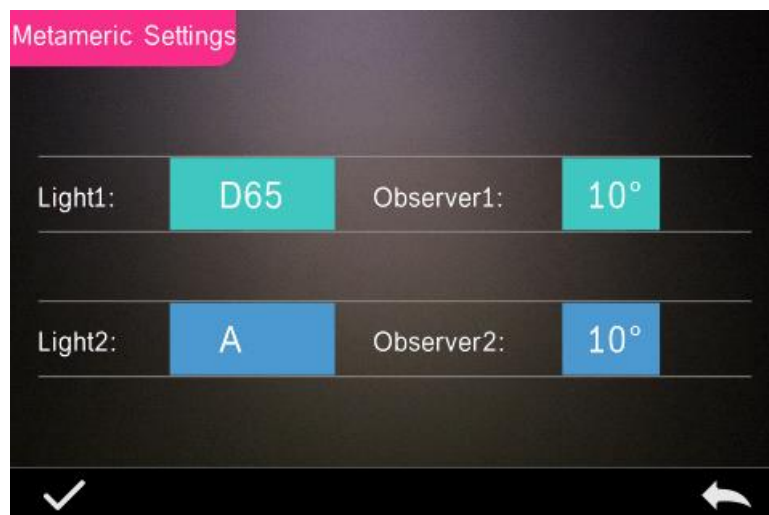 Metameric Settings
Light1: D65 Observer1: 10°
Light2: A Observer2: 10°